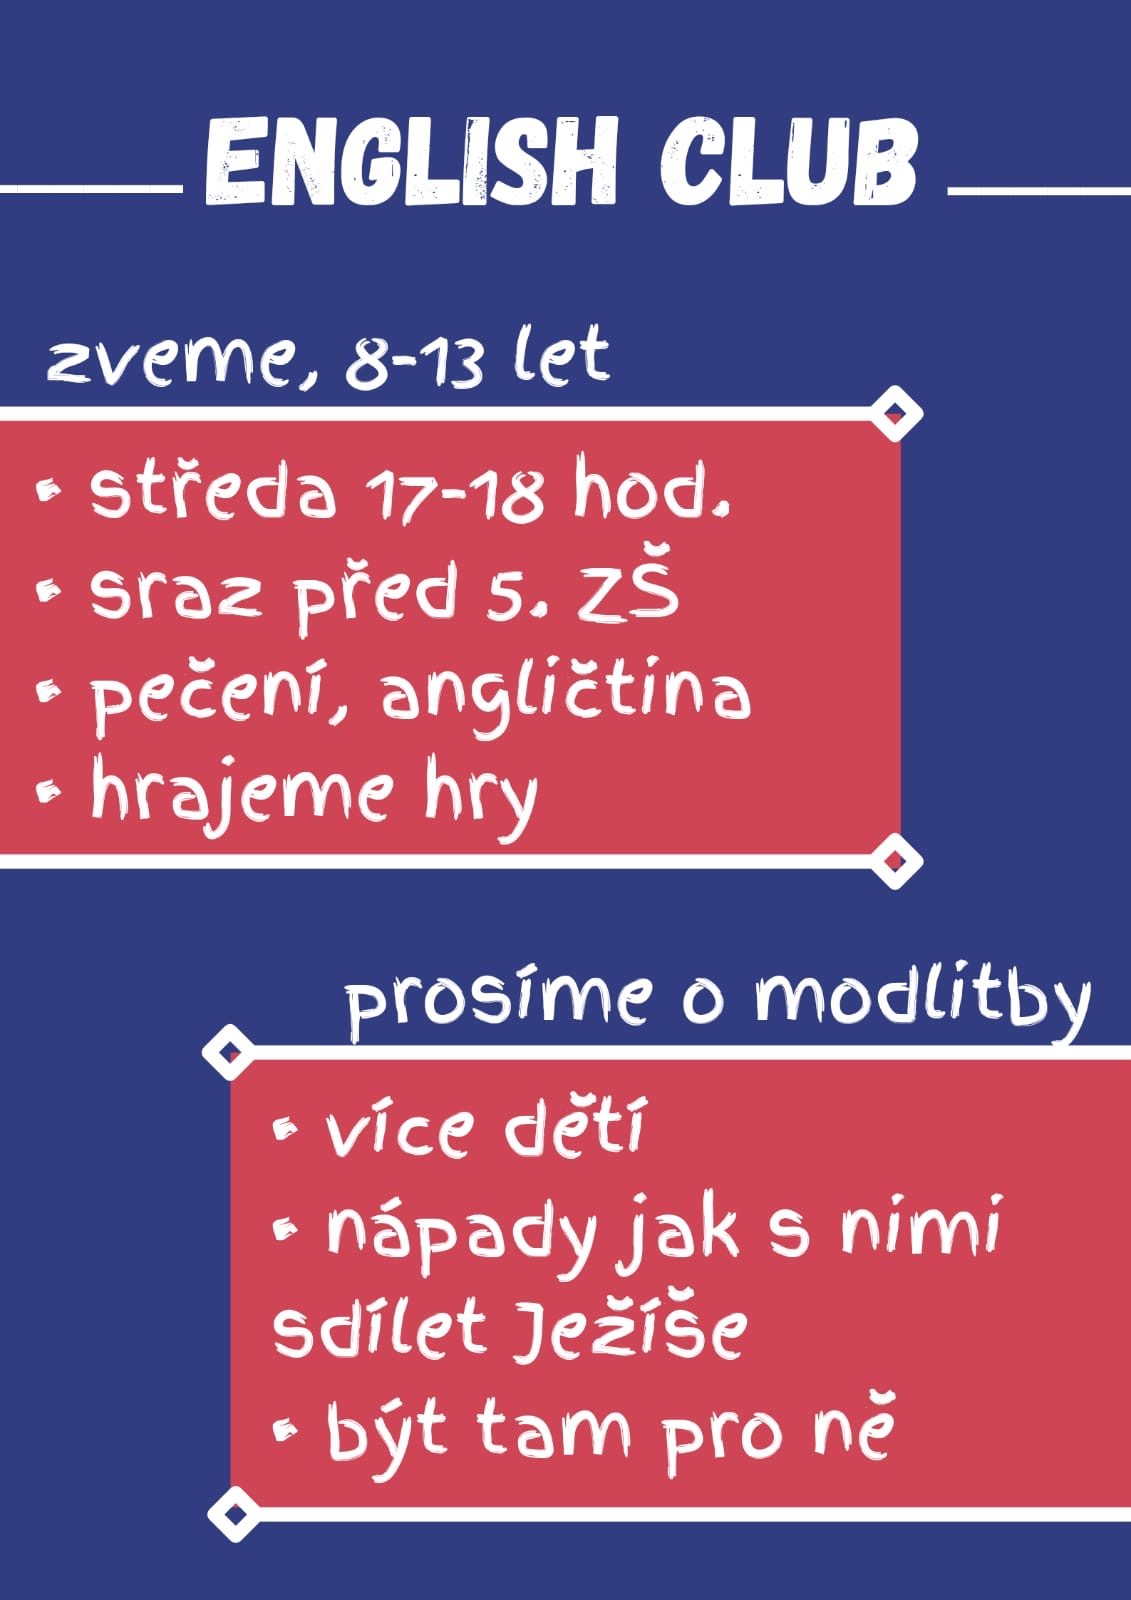 ENGLISH CLUB
zveme, 8-13 let
• středa 17-18 hod.
• sraz před 5. ZŠ
• pečení, angličtina
• hrajeme hry
prosíme o modlitby
• více dětí
• nápady jak s nimi
sdílet Ježíše
• být tam pro ně